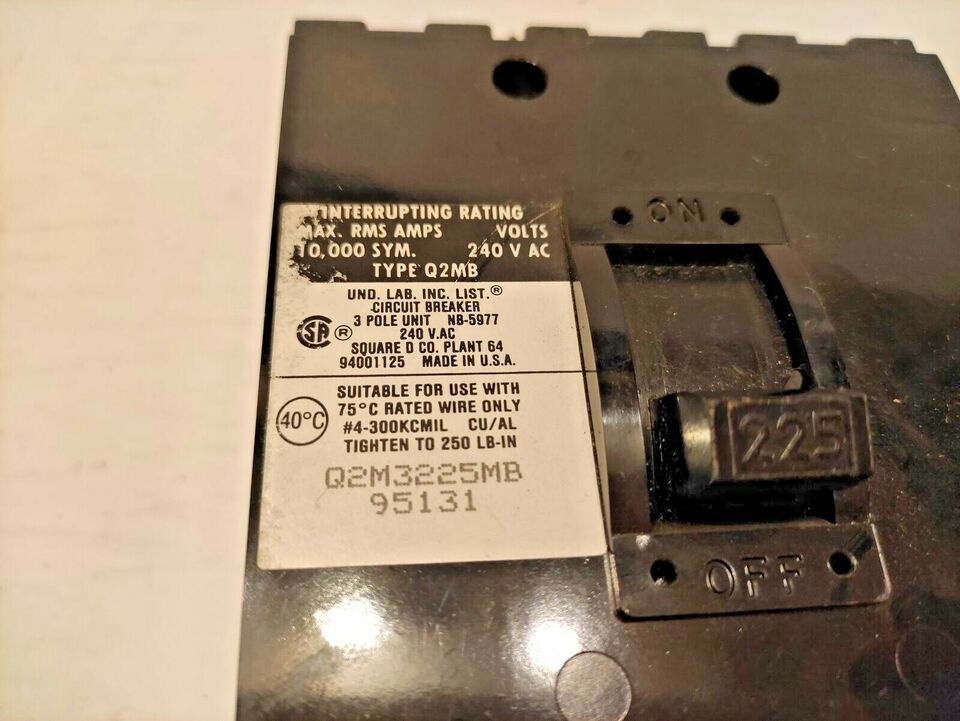 INTERRUPTING RATING
MAX. RMS AMPS VOLTS
10,000 SYM. 240 V AC
TYPE Q2MB
UND. LAB. INC. LIST.®
CIRCUIT BREAKER
3 POLE UNIT NB-5977
240 V.AC
SA ®
SQUARE D CO. PLANT 64
94001125 MADE IN U.S.A.
SUITABLE FOR USE WITH
75°C RATED WIRE ONLY
40°C
#4-300KCMIL CU/AL
TIGHTEN TO 250 LB-IN
Q2M3225MB
95131
ON
225
OFF